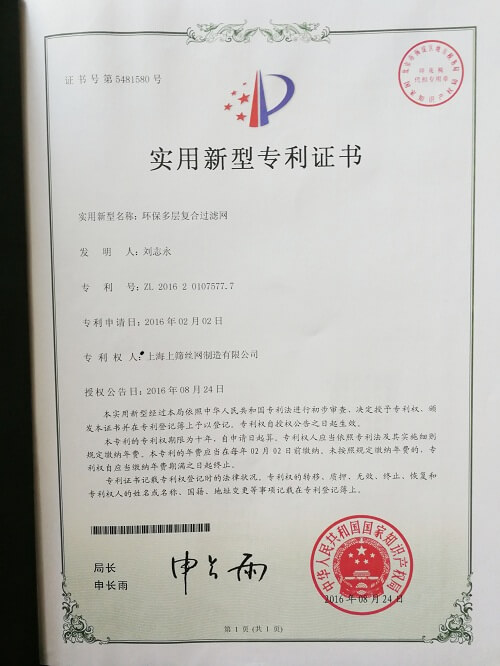 证书号第5481580号
实用新型专利证书
实用新型名称：环保多层复合过滤网
发 明 人：刘志永
专 利 号：ZL 2016 2 0107577.7
专利申请日：2016年02月02日
专 利 权 人：上海上筛丝网制造有限公司
授权公告日：2016年08月24日
本实用新型经过本局依照中华人民共和国专利法进行初步审查，决定授予专利权，颁
发本证书并在专利登记簿上予以登记。专利权自授权公告之日起生效。
本专利的专利权期限为十年，自申请日起算。专利权人应当依照专利法及其实施细则
规定缴纳年费。本专利的年费应当在每年02月02日前缴纳。未按照规定缴纳年费的，专
利权自应当缴纳年费期满之日起终止。
专利证书记载专利权登记时的法律状况。专利权的转移、质押、无效、终止、恢复和
专利权人的姓名或名称、国籍、地址变更等事项记载在专利登记簿上。
局长
申长雨
申长雨
中华人民共和国国家知识产权局
2016年08月24日
第1页（共1页）